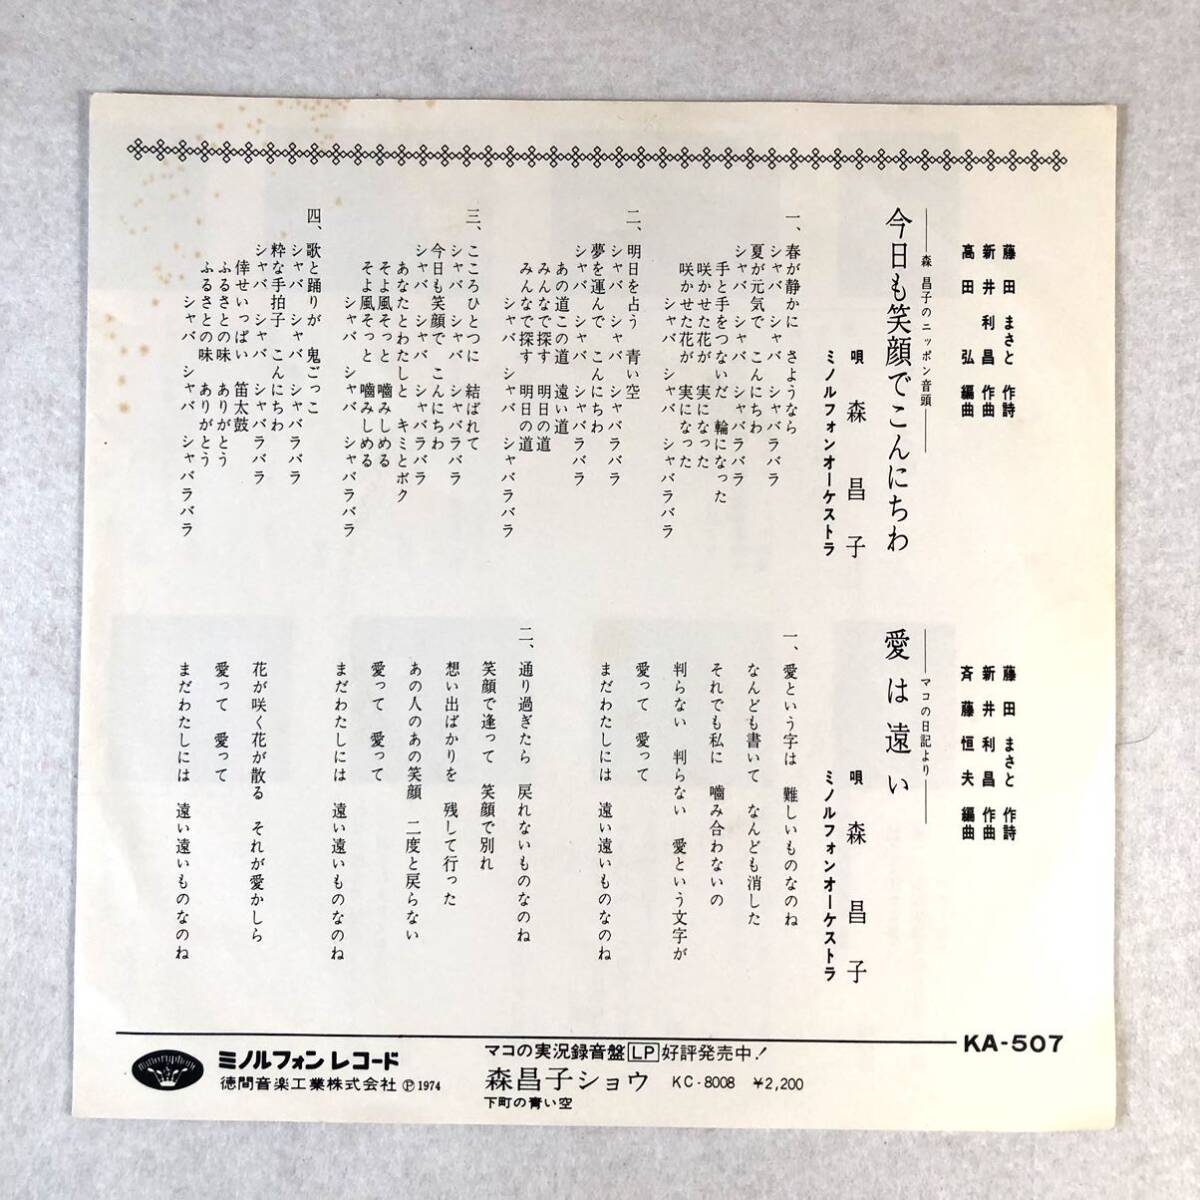 藤田まさと 作詩
新井利昌 作曲
高田弘 編曲
今日も笑顔でこんにちわ
――森昌子のニッポン音頭――
唄 森昌子
ミノルフォンオーケストラ
一、春が静かに さようなら
シャバ シャバ シャバラバラ
夏が元気で こんにちわ
シャバ シャバ シャバラバラ
手と手をつないだ 輪になった
咲かせた花が 実になった
咲かせた花が 実になった
シャバ シャバ シャバラバラ
二、明日を占う 青い空
シャバ シャバ シャバラバラ
夢を運んで こんにちわ
シャバ シャバ シャバラバラ
あの道この道 遠い道
みんなで探す 明日の道
みんなで探す 明日の道
シャバ シャバ シャバラバラ
三、こころひとつに 結ばれて
シャバ シャバ シャバラバラ
今日も笑顔で こんにちわ
シャバ シャバ シャバラバラ
あなたとわたしと キミとボク
そよ風そっと 嚙みしめる
そよ風そっと 嚙みしめる
シャバ シャバ シャバラバラ
四、歌と踊りが 鬼ごっこ
シャバ シャバ シャバラバラ
粋な手拍子 こんにちわ
シャバ シャバ シャバラバラ
倖せいっぱい 笛太鼓
ふるさとの味 ありがとう
ふるさとの味 ありがとう
シャバ シャバ シャバラバラ
藤田まさと 作詩
新井利昌 作曲
斉藤恒夫 編曲
愛は遠い
――マコの日記より――
唄 森昌子
ミノルフォンオーケストラ
一、愛という字は 難しいものなのね
なんども書いて なんども消した
それでも私に 嚙み合わないの
判らない 判らない 愛という文字が
愛って 愛って
まだわたしには 遠い遠いものなのね
二、通り過ぎたら 戻れないものなのね
笑顔で逢って 笑顔で別れ
想い出ばかりを 残して行った
あの人のあの笑顔 二度と戻らない
愛って 愛って
まだわたしには 遠い遠いものなのね
花が咲く花が散る それが愛かしら
愛って 愛って
まだわたしには 遠い遠いものなのね
KA-507
minoruphone
ミノルフォンレコード
徳間音楽工業株式会社 Ⓟ1974
マコの実況録音盤 LP 好評発売中!
森昌子ショウ KC-8008 ¥2,200
下町の青い空